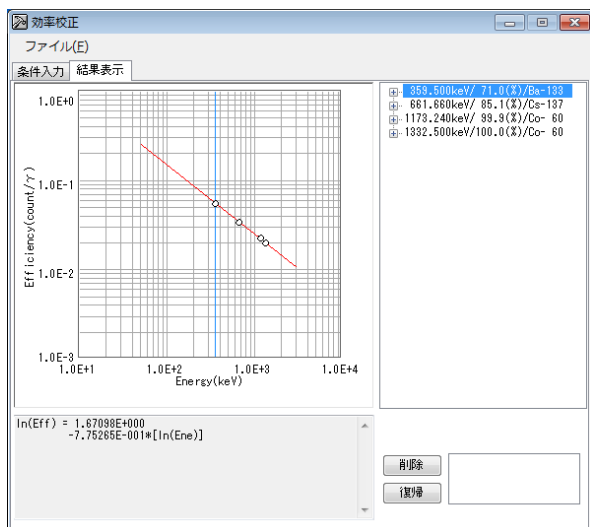 効率校正
ファイル(F)
条件入力 結果表示
1.0E+0
1.0E-1
1.0E-2
1.0E-3
Efficiency(count/γ)
1.0E+1 1.0E+2 1.0E+3 1.0E+4
Energy(keV)
359.500keV/ 71.0(%)/Ba-133
661.660keV/ 85.1(%)/Cs-137
1173.240keV/ 99.9(%)/Co- 60
1332.500keV/100.0(%)/Co- 60
ln(Eff) = 1.67098E+000
-7.75265E-001*[ln(Ene)]
削除
復帰